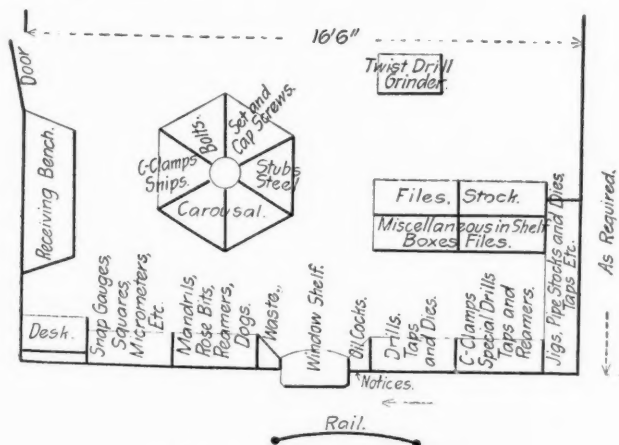 16'6"
Door
Twist Drill
Grinder.
Bolts.
Set and
Cap Screws.
C-Clamps
Snips.
Stubs
Steel
Carousal.
Receiving Bench.
Files. Stock.
Miscellaneous in Shelf
Boxes Files.
Jigs, Pipe Stocks and Dies,
Taps Etc.
As Required.
Desk.
Snap Gauges,
Squares,
Micrometers,
Etc.
Mandrils,
Rose Bits,
Reamers,
Dogs.
Waste.
Window Shelf.
Oil Cocks.
Drills.
Taps
and Dies.
C-Clamps
Special Drills
Taps and
Reamers.
Notices.
Rail.